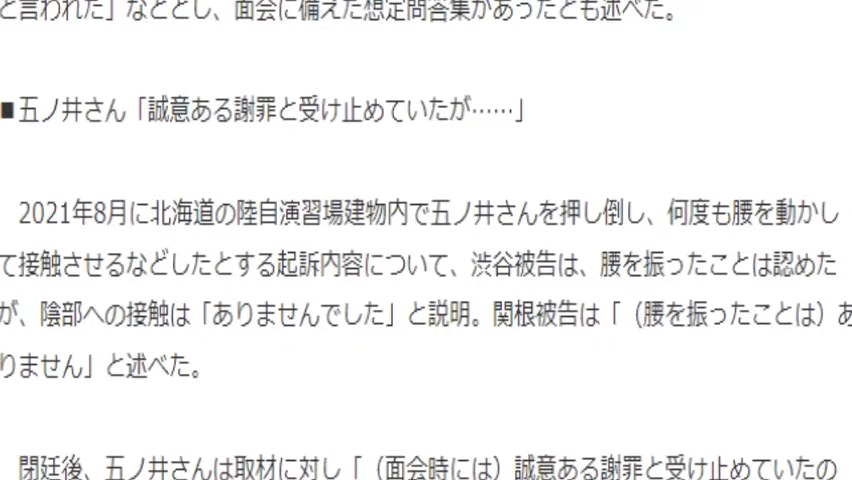 と言われた」などとし、面会に備えた想定問答集があったとも述べた。
■五ノ井さん「誠意ある謝罪と受け止めていたが……」
2021年8月に北海道の陸自演習場建物内で五ノ井さんを押し倒し、何度も腰を動かし
て接触させるなどしたとする起訴内容について、渋谷被告は、腰を振ったことは認めた
が、陰部への接触は「ありませんでした」と説明。関根被告は「（腰を振ったことは）あ
りません」と述べた。
閉廷後、五ノ井さんは取材に対し「（面会時には）誠意ある謝罪と受け止めていたの